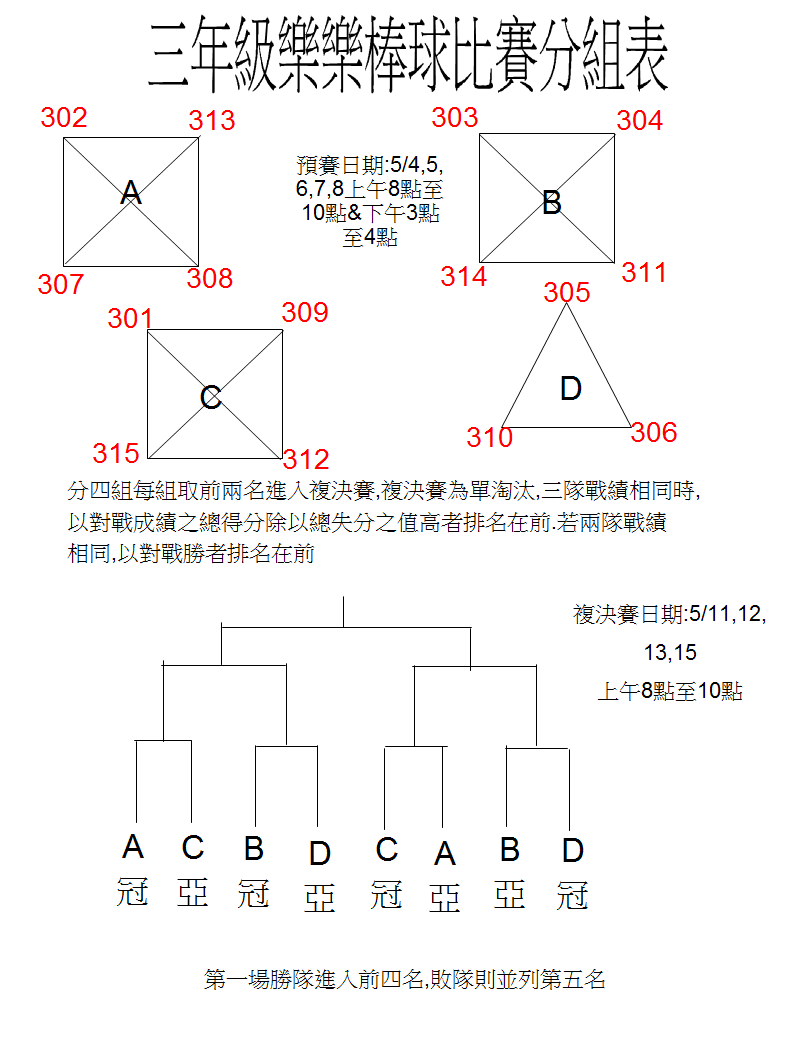 三年級樂樂棒球比賽分組表
302
313
303
304
預賽日期:5/4,5,
6,7,8上午8點至
10點&下午3點
至4點
A
B
307
308
314
311
305
301
309
C
D
315
312
310
306
分四組每組取前兩名進入複決賽,複決賽為單淘汰,三隊戰績相同時,
以對戰成績之總得分除以總失分之值高者排名在前.若兩隊戰績
相同,以對戰勝者排名在前
複決賽日期:5/11,12,
13,15
上午8點至10點
A C B D C A B D
冠 亞 冠 亞 冠 亞 亞 冠
第一場勝隊進入前四名,敗隊則並列第五名